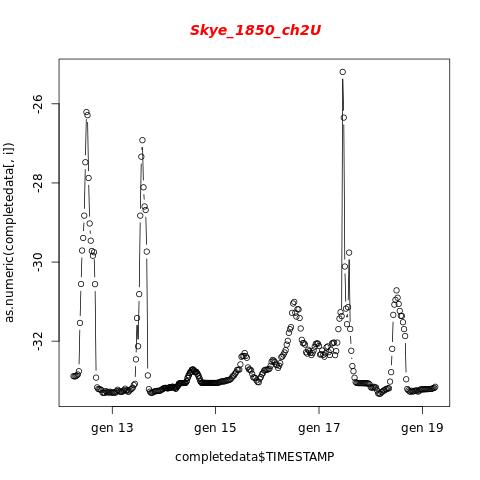 Skye_1850_ch2U
as.numeric(completedata[, i])
-26
-28
-30
-32
gen 13
gen 15
gen 17
gen 19
completedata$TIMESTAMP